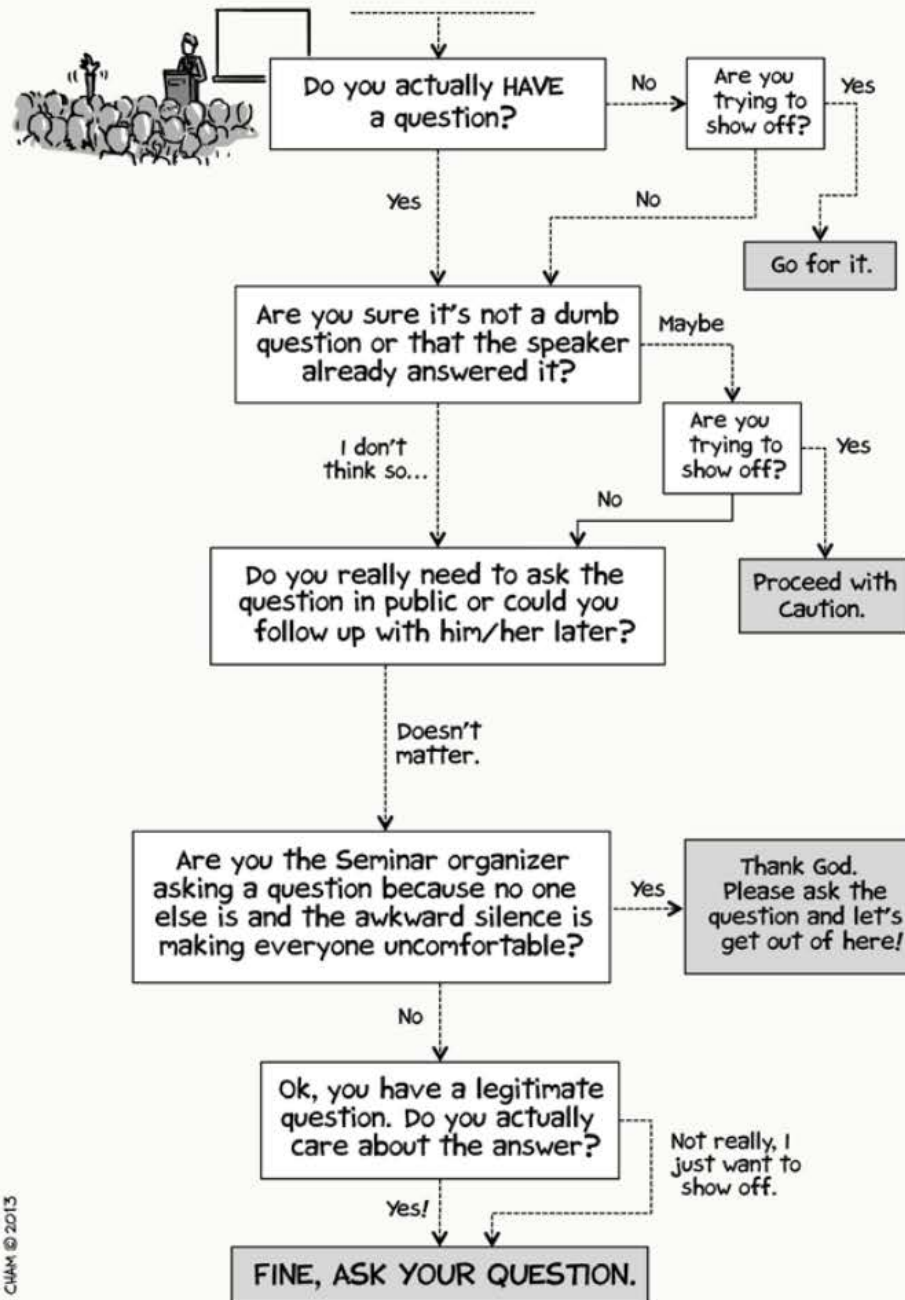 Do you actually HAVE
a question?
No
Are you
trying to
show off?
Yes
Yes
No
Go for it.
Are you sure it's not a dumb
question or that the speaker
already answered it?
Maybe
I don't
think so...
Are you
trying to
show off?
Yes
No
Do you really need to ask the
question in public or could you
follow up with him/her later?
Proceed with
Caution.
Doesn't
matter.
Are you the Seminar organizer
asking a question because no one
else is and the awkward silence is
making everyone uncomfortable?
Yes
Thank God.
Please ask the
question and let's
get out of here!
No
Ok, you have a legitimate
question. Do you actually
care about the answer?
Not really, I
just want to
show off.
Yes!
FINE, ASK YOUR QUESTION.
CHAM © 2013